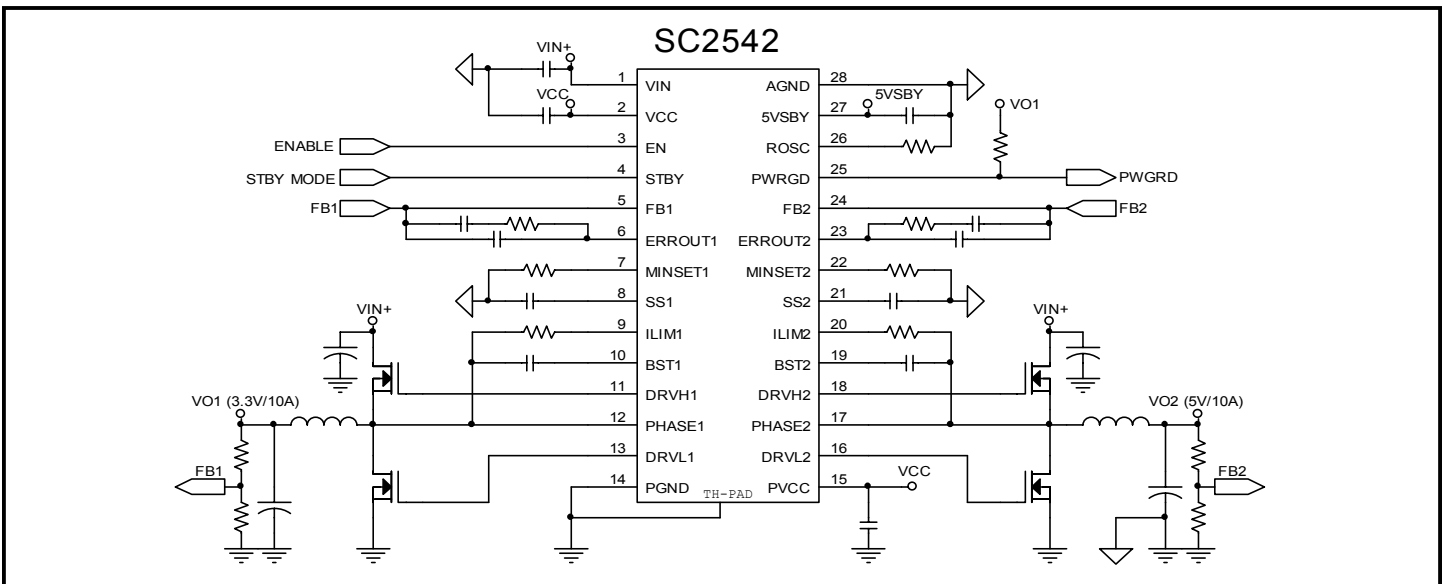 SC2542
VIN+
1 VIN
AGND 28
VCC
2 VCC
5VSBY 27
5VSBY
VO1
ENABLE
3 EN
ROSC 26
STBY MODE
4 STBY
PWRGD 25
PWGRD
FB1
5 FB1
FB2 24
FB2
6 ERROUT1
ERROUT2 23
7 MINSET1
MINSET2 22
8 SS1
SS2 21
VIN+
9 ILIM1
ILIM2 20
VIN+
10 BST1
BST2 19
11 DRVH1
DRVH2 18
VO1 (3.3V/10A)
12 PHASE1
PHASE2 17
VO2 (5V/10A)
13 DRVL1
DRVL2 16
FB1
14 PGND
TH-PAD
PVCC 15
VCC
FB2